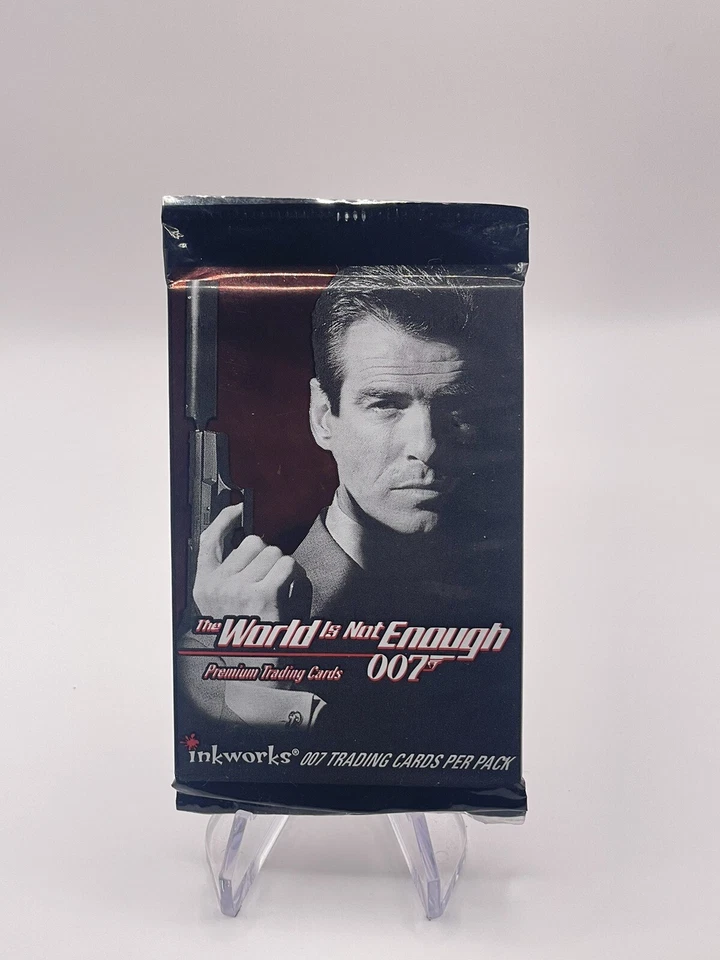 The World Is Not Enough
007
Premium Trading Cards
inkworks® 007 TRADING CARDS PER PACK